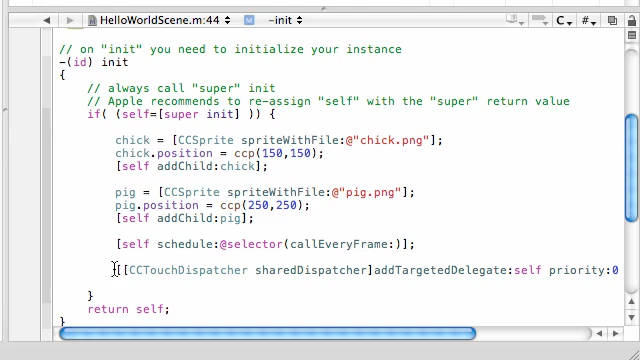 HelloWorldScene.m:44 -init C, #,
// on "init" you need to initialize your instance
-(id) init
{
// always call "super" init
// Apple recommends to re-assign "self" with the "super" return value
if( (self=[super init] )) {
chick = [CCSprite spriteWithFile:@"chick.png"];
chick.position = ccp(150,150);
[self addChild:chick];
pig = [CCSprite spriteWithFile:@"pig.png"];
pig.position = ccp(250,250);
[self addChild:pig];
[self schedule:@selector(callEveryFrame:)];
[[CCTouchDispatcher sharedDispatcher]addTargetedDelegate:self priority:0
}
return self;
}